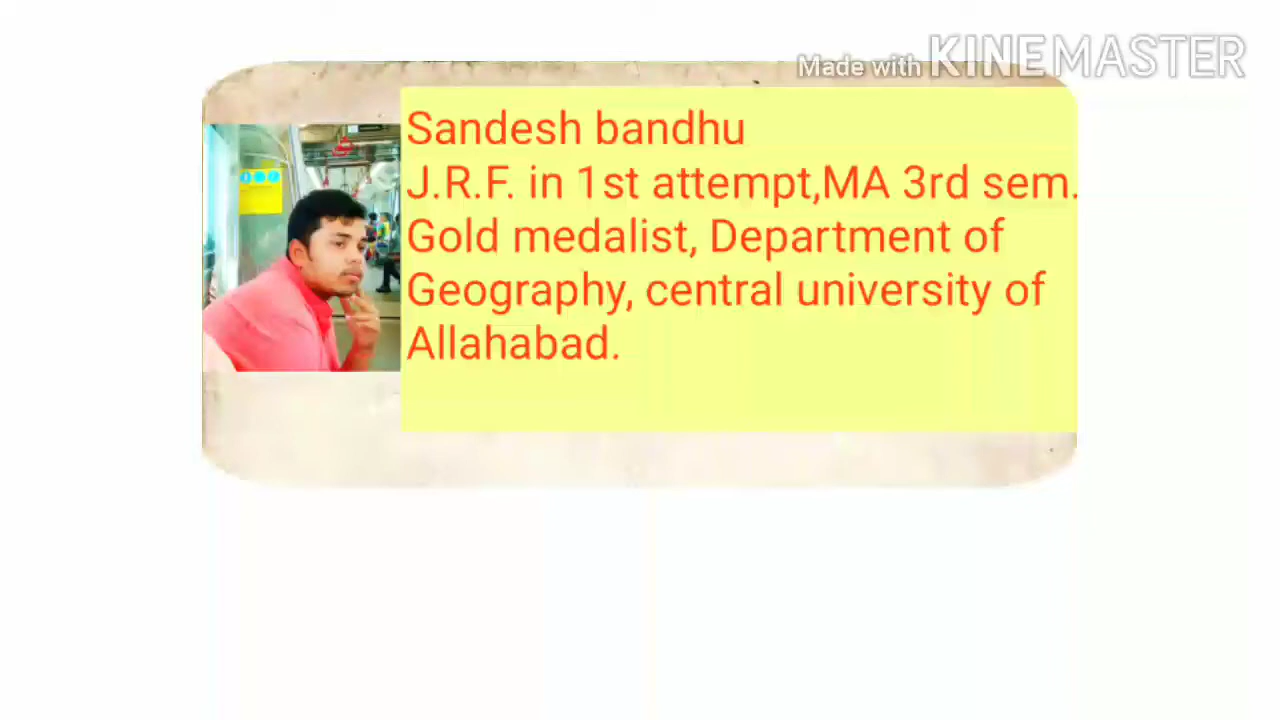 Made with KINEMASTER
Sandesh bandhu
J.R.F. in 1st attempt,MA 3rd sem.
Gold medalist, Department of
Geography, central university of
Allahabad.